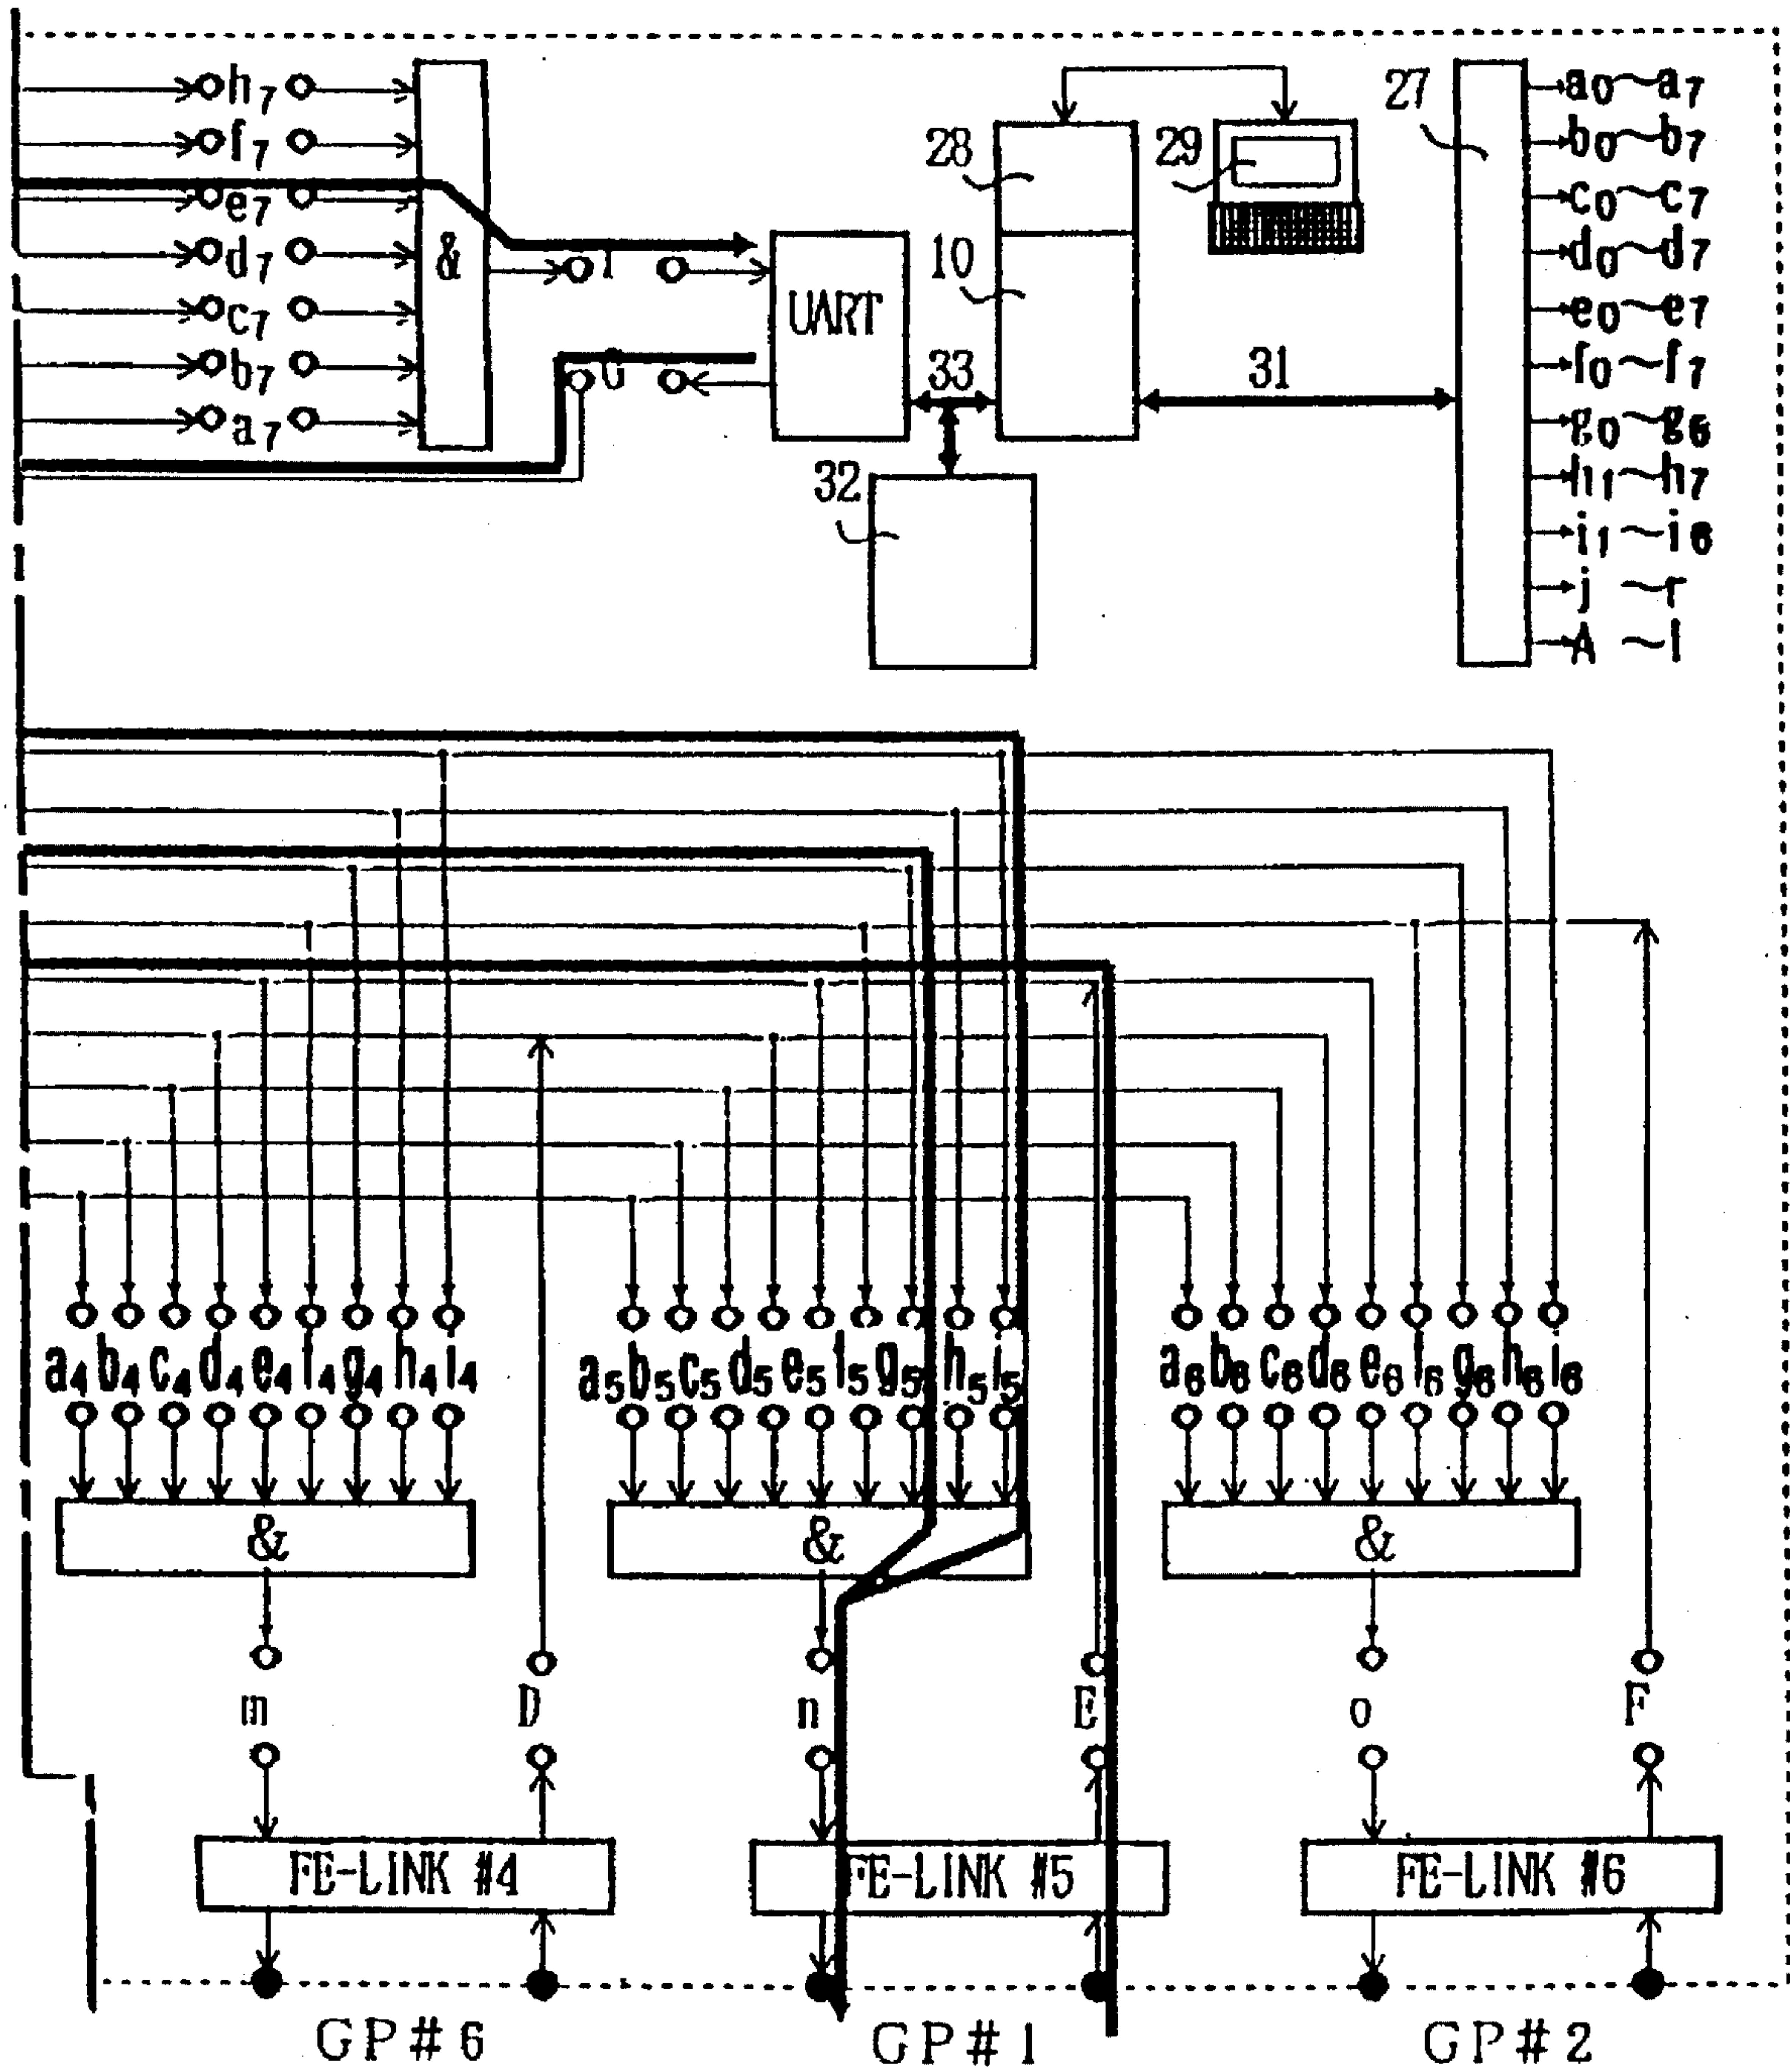 h7
f7
e7
d7
c7
b7
a7
&
I
UART
28
29
27
10
33
31
32
a0~a7
b0~b7
c0~c7
d0~d7
e0~e7
f0~f7
g0~g6
h1~h7
i1~i6
j ~r
A ~I
a4 b4 c4 d4 e4 f4 g4 h4 i4
a5 b5 c5 d5 e5 f5 g5 h5 i5
a6 b6 c6 d6 e6 f6 g6 h6 i6
& & &
m D n E o F
FE-LINK #4 FE-LINK #5 FE-LINK #6
GP#6 GP#1 GP#2